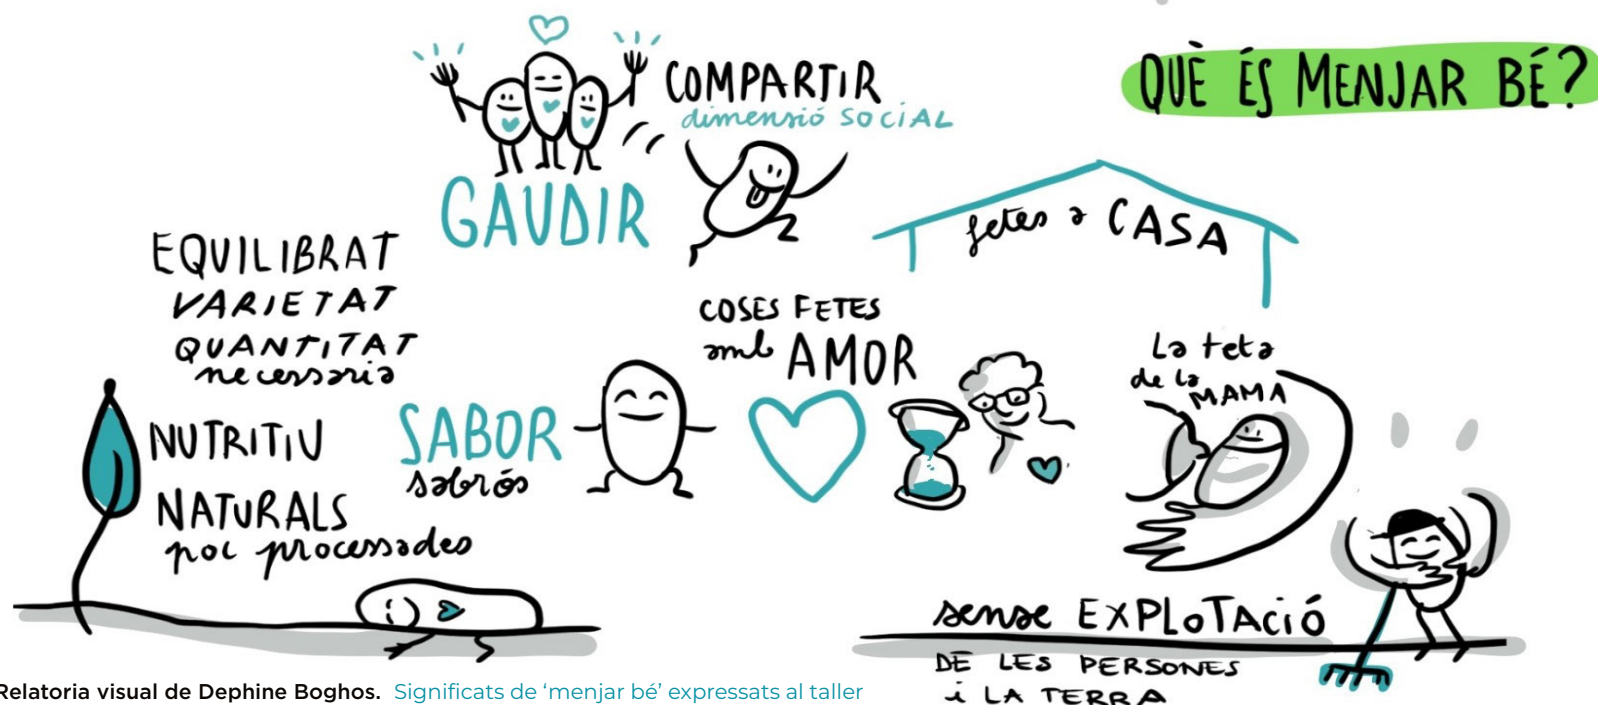 QUÈ ÉS MENJAR BÉ?
COMPARTIR
dimensió SOCIAL
GAUDIR
fetes a CASA
EQUILIBRAT
VARIETAT
QUANTITAT
necessaria
NUTRITIU
NATURALS
poc processades
SABOR
sabrós
COSES FETES
amb AMOR
La teta
de la
MAMA
sense EXPLOTACIÓ
DE LES PERSONES
i LA TERRA
Relatoria visual de Dephine Boghos. Significats de ‘menjar bé’ expressats al taller